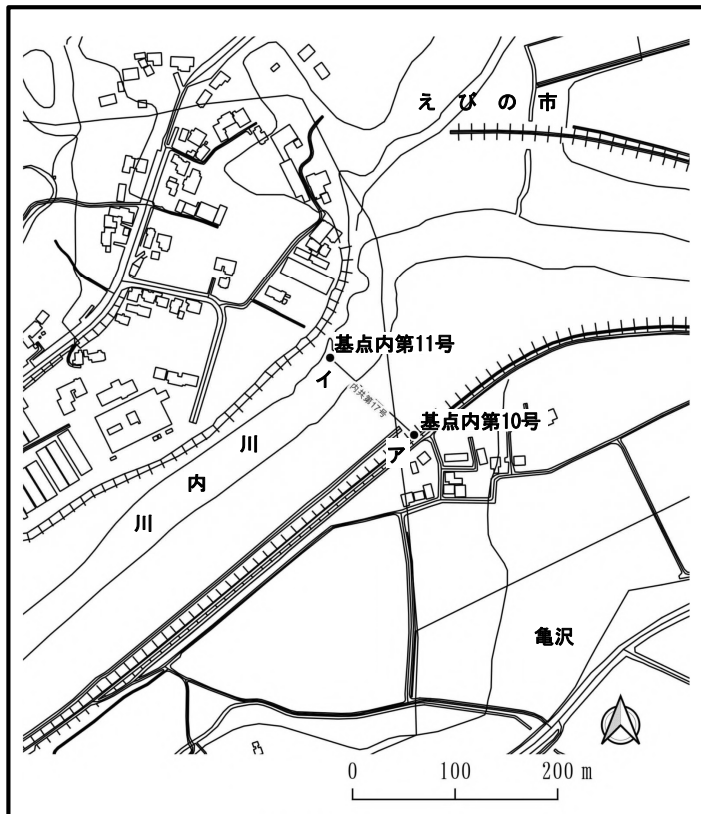 えびの市
基点内第11号
イ
内共第17号
基点内第10号
ア
川
内
川
亀沢
0 100 200 m